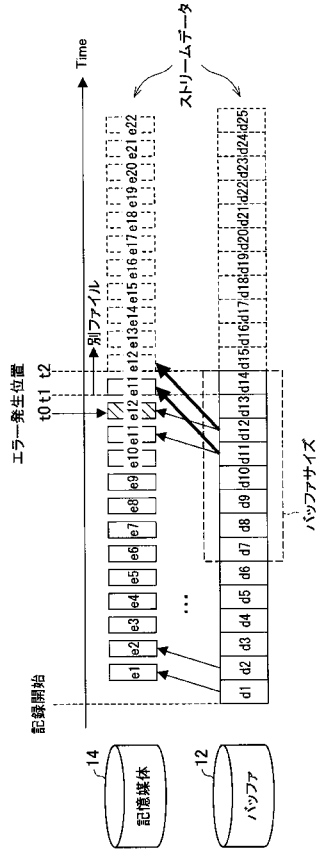 エラー発生位置
記録開始
t0 t1 t2
Time
別ファイル
14
記憶媒体
e1 e2 e3 e4 e5 e6 e7 e8 e9 e10 e11 e12 e11 e12 e13 e14 e15 e16 e17 e18 e19 e20 e21 e22
ストリームデータ
...
12
バッファ
d1 d2 d3 d4 d5 d6 d7 d8 d9 d10 d11 d12 d13 d14 d15 d16 d17 d18 d19 d20 d21 d22 d23 d24 d25
バッファサイズ